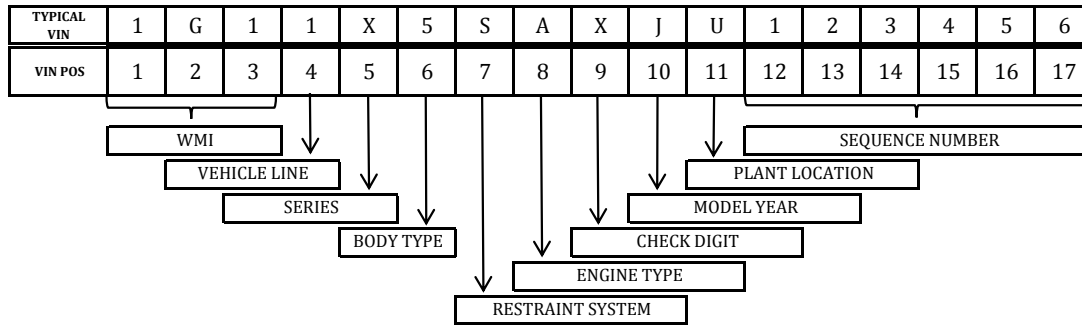 TYPICAL VIN 1 G 1 1 X 5 S A X J U 1 2 3 4 5 6
VIN POS 1 2 3 4 5 6 7 8 9 10 11 12 13 14 15 16 17
WMI SEQUENCE NUMBER
VEHICLE LINE PLANT LOCATION
SERIES MODEL YEAR
BODY TYPE CHECK DIGIT
ENGINE TYPE
RESTRAINT SYSTEM